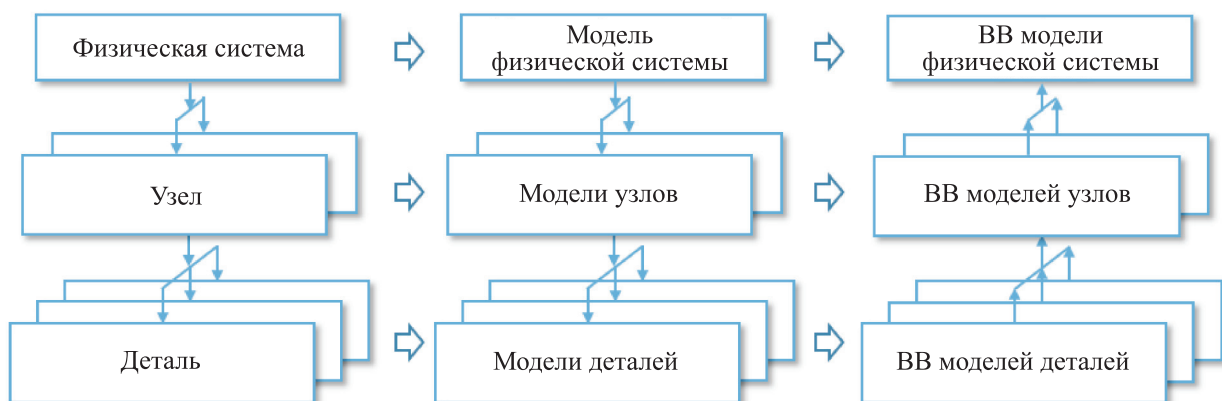 Физическая система
Модель
физической системы
ВВ модели
физической системы
Узел
Модели узлов
ВВ моделей узлов
Деталь
Модели деталей
ВВ моделей деталей